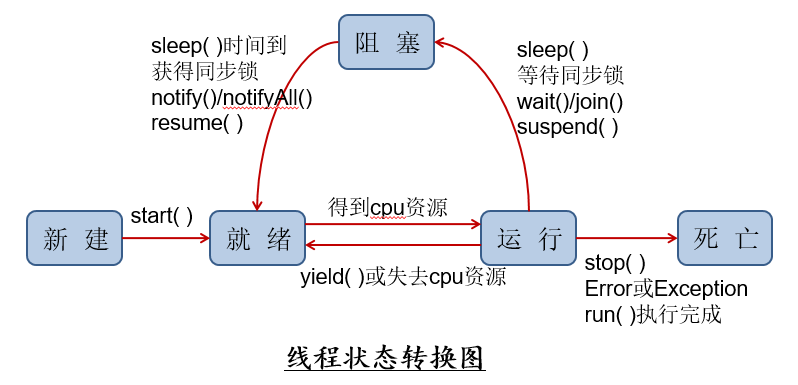 阻 塞
sleep( )时间到
获得同步锁
notify()/notifyAll()
resume( )
sleep( )
等待同步锁
wait()/join()
suspend( )
新 建
start( )
就 绪
得到cpu资源
yield( )或失去cpu资源
运 行
死 亡
stop( )
Error或Exception
run( )执行完成
线程状态转换图